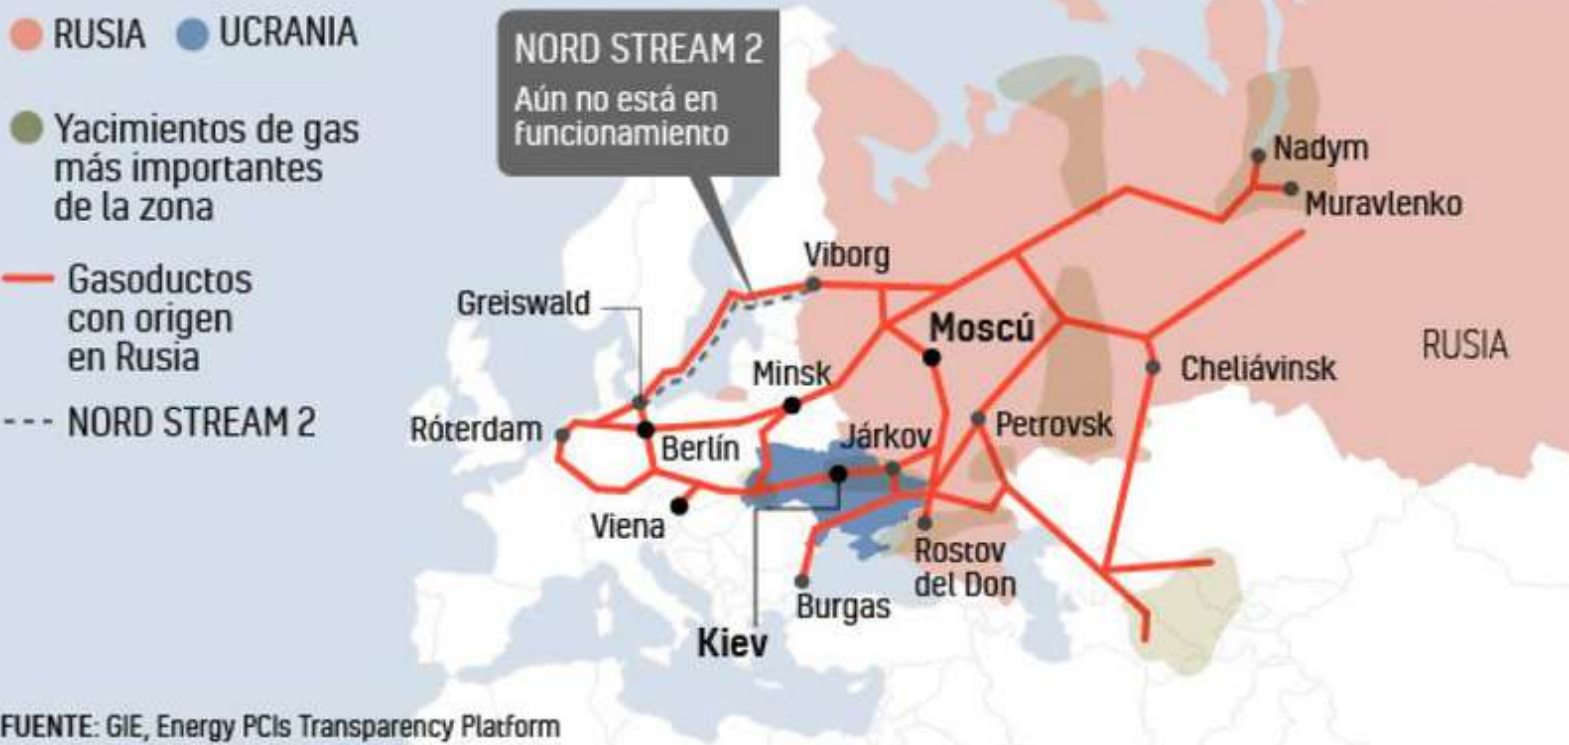 RUSIA
UCRANIA
Yacimientos de gas
más importantes
de la zona
Gasoductos
con origen
en Rusia
NORD STREAM 2
NORD STREAM 2
Aún no está en
funcionamiento
Nadym
Muravlenko
Viborg
Greiswald
Moscú
RUSIA
Minsk
Cheliávinsk
Róterdam
Berlín
Járkov
Petrovsk
Viena
Rostov
del Don
Burgas
Kiev
FUENTE: GIE, Energy PCIs Transparency Platform